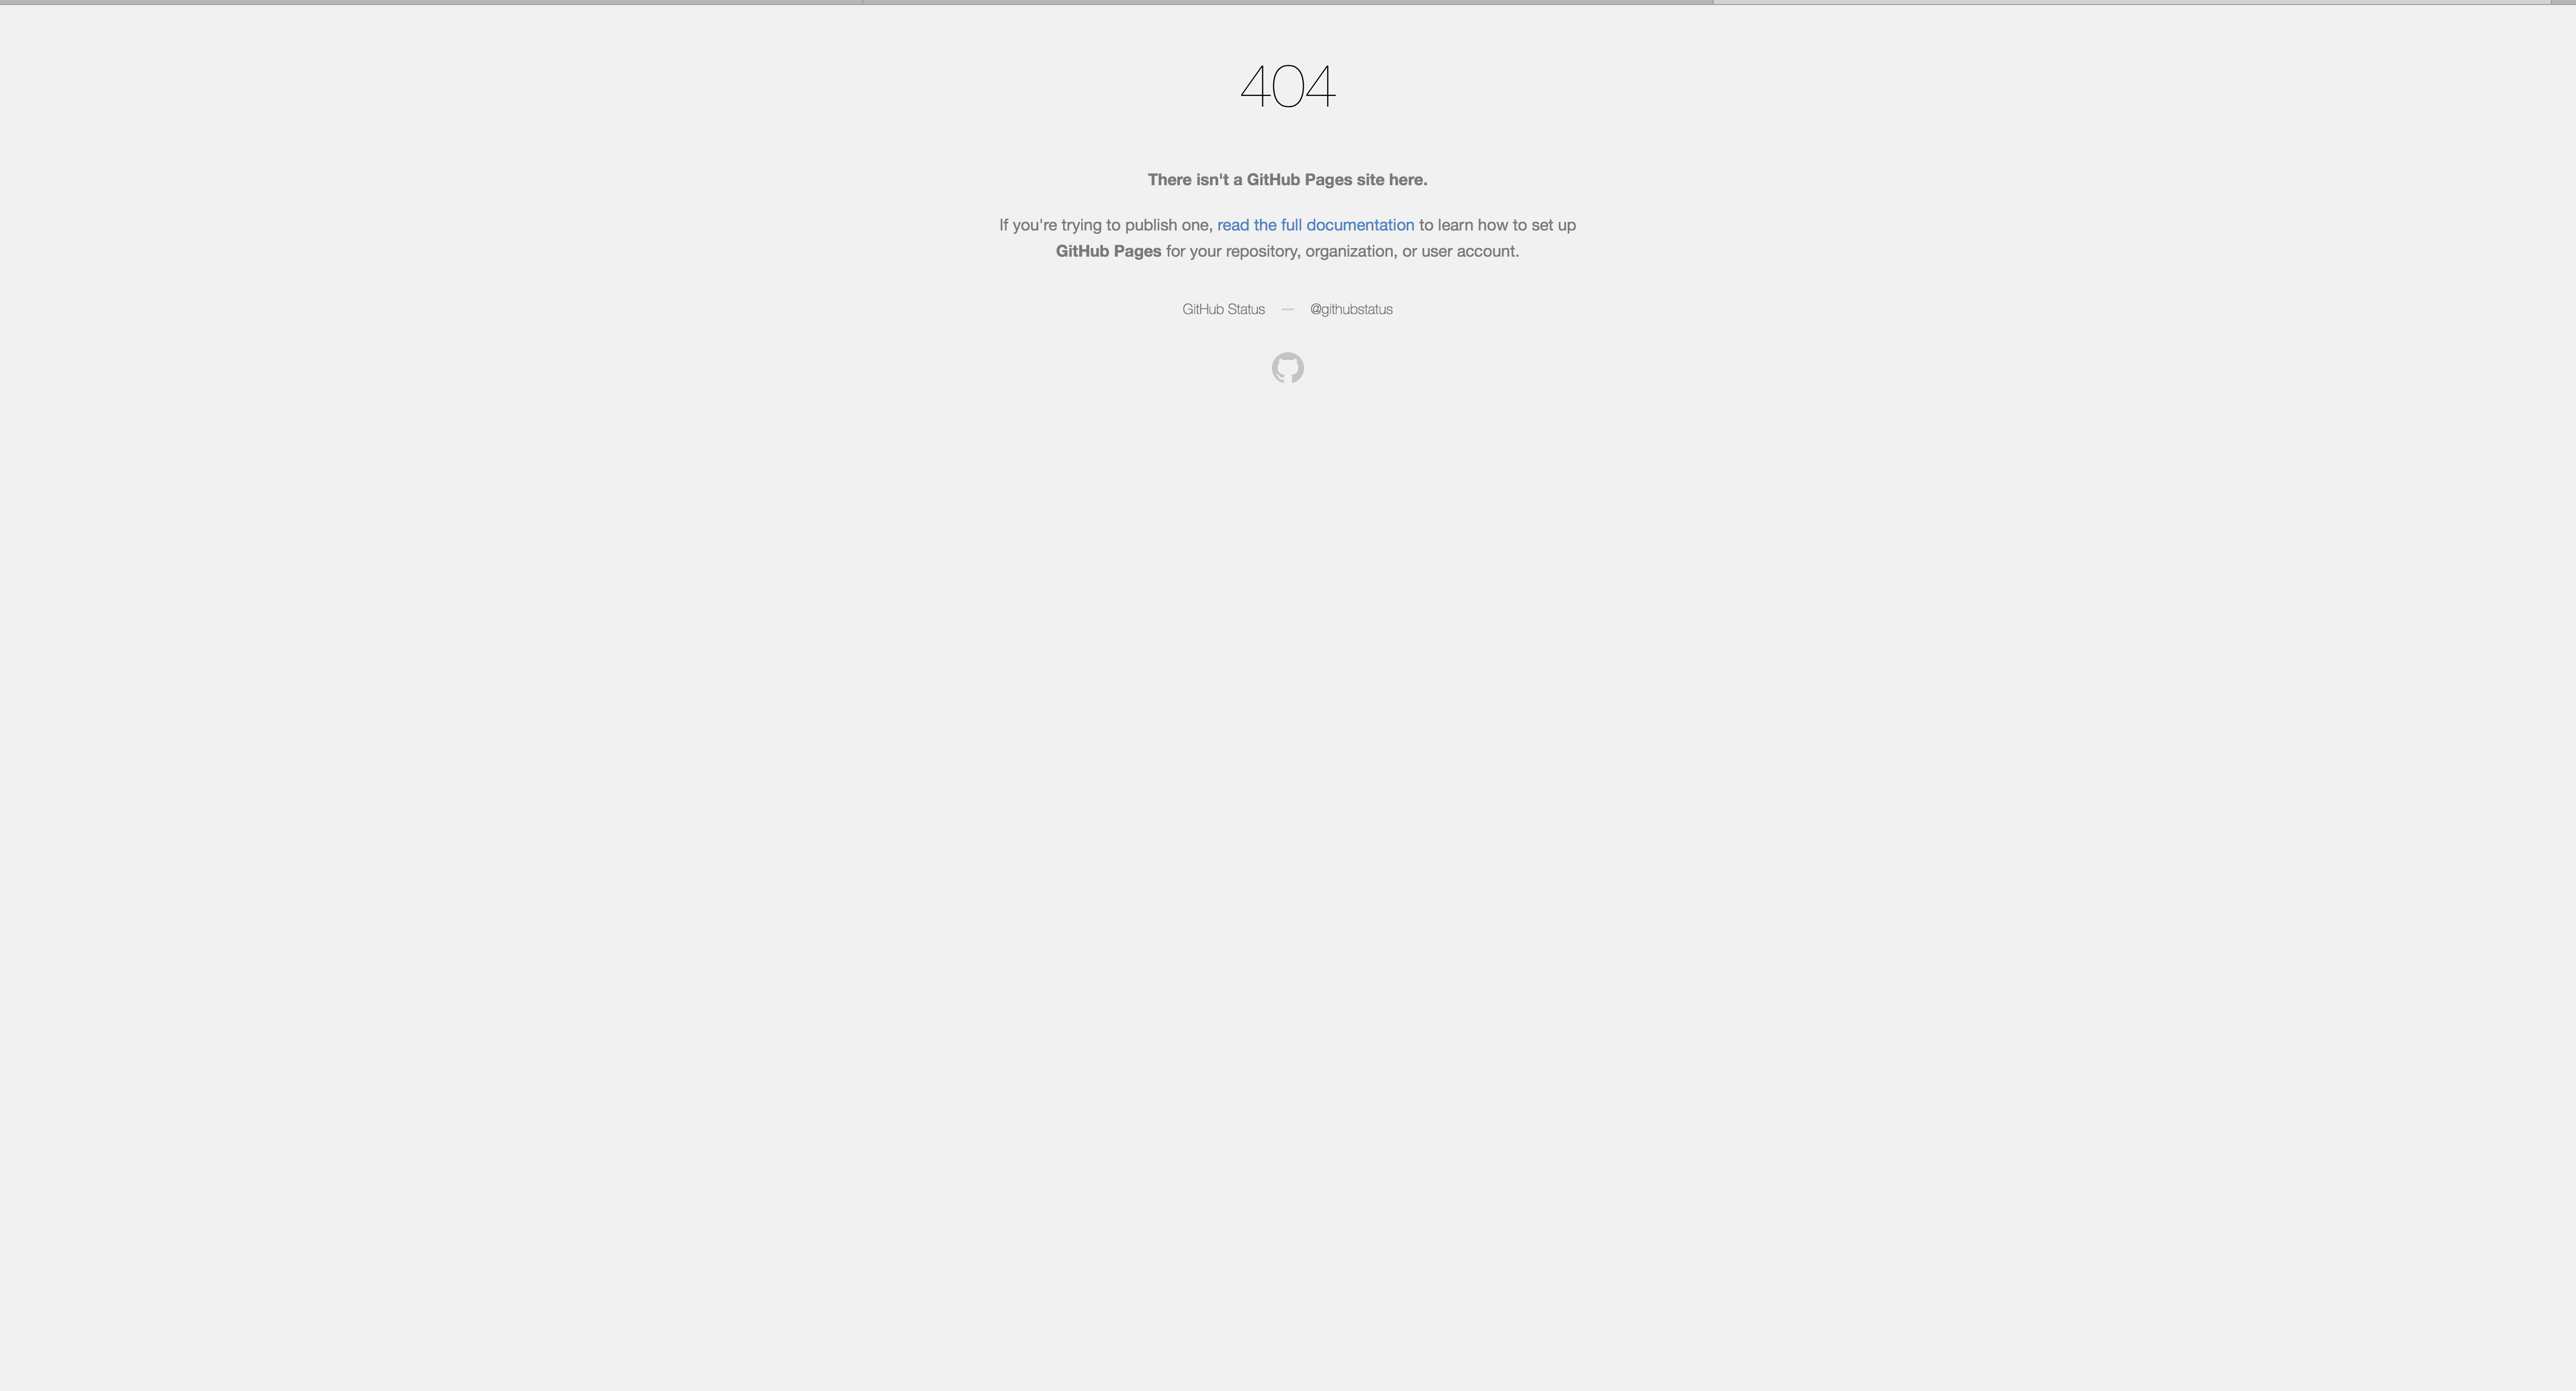 404
There isn't a GitHub Pages site here.
If you're trying to publish one, read the full documentation to learn how to set up
GitHub Pages for your repository, organization, or user account.
GitHub Status — @githubstatus